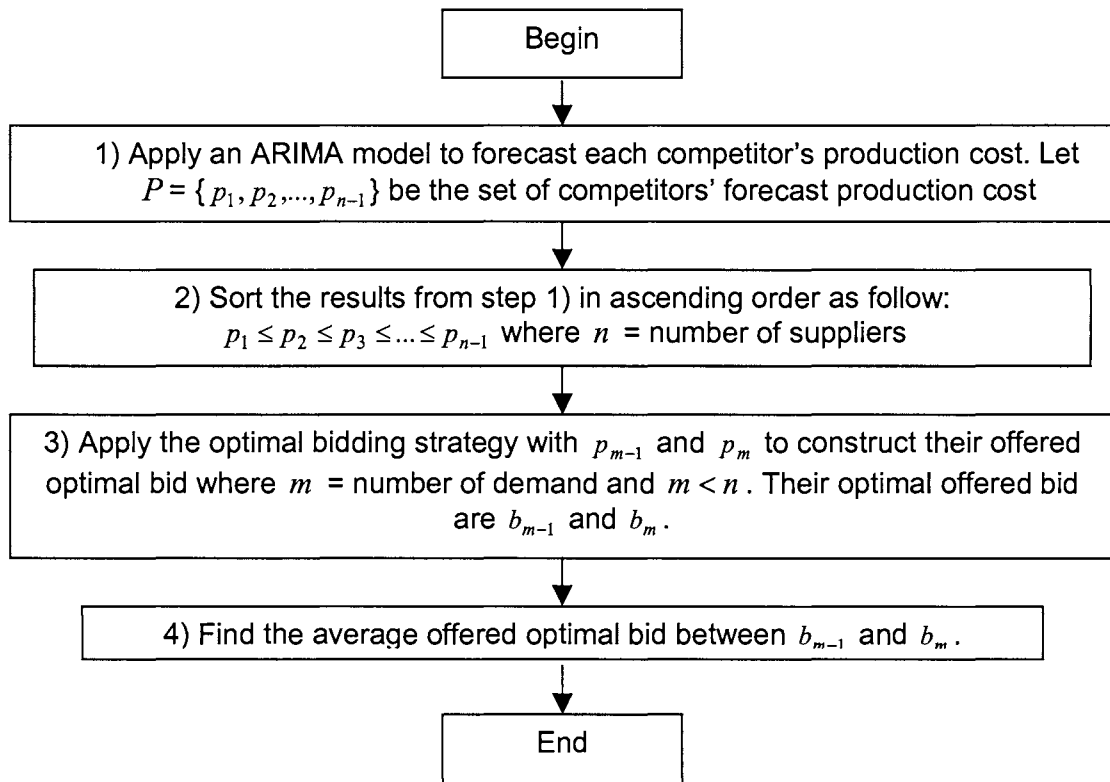 Begin
1) Apply an ARIMA model to forecast each competitor's production cost. Let
P = { p₁, p₂,..., pₙ₋₁} be the set of competitors' forecast production cost
2) Sort the results from step 1) in ascending order as follow:
p₁ ≤ p₂ ≤ p₃ ≤ ... ≤ pₙ₋₁ where n = number of suppliers
3) Apply the optimal bidding strategy with pₘ₋₁ and pₘ to construct their offered
optimal bid where m = number of demand and m < n . Their optimal offered bid
are bₘ₋₁ and bₘ .
4) Find the average offered optimal bid between bₘ₋₁ and bₘ .
End